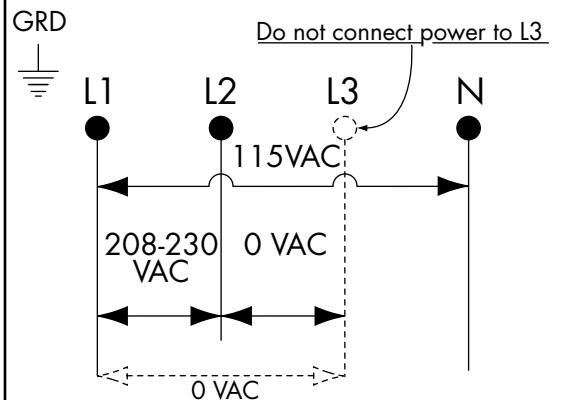 GRD
Do not connect power to L3
L1 L2 L3 N
115VAC
208-230 0 VAC
VAC
0 VAC